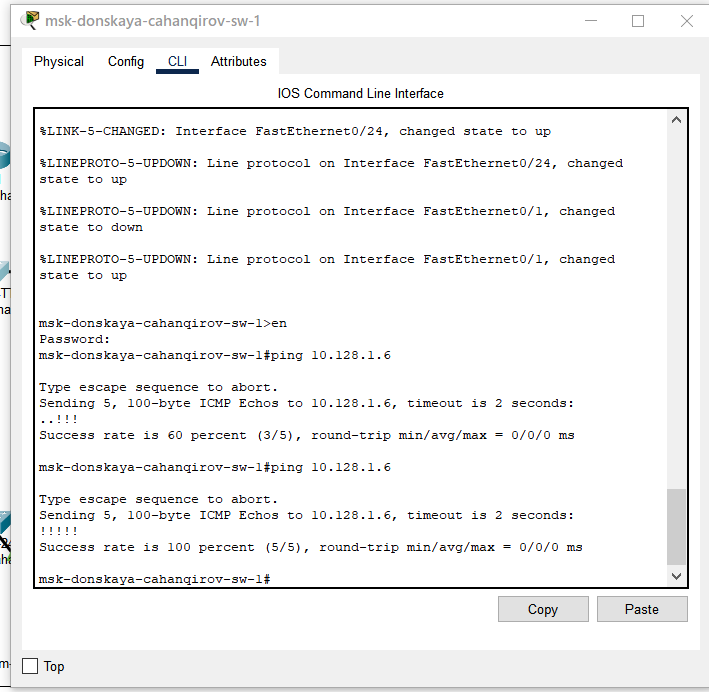 msk-donskaya-cahanqirov-sw-1
Physical Config CLI Attributes
IOS Command Line Interface
%LINK-5-CHANGED: Interface FastEthernet0/24, changed state to up
%LINEPROTO-5-UPDOWN: Line protocol on Interface FastEthernet0/24, changed
state to up
%LINEPROTO-5-UPDOWN: Line protocol on Interface FastEthernet0/1, changed
state to down
%LINEPROTO-5-UPDOWN: Line protocol on Interface FastEthernet0/1, changed
state to up
msk-donskaya-cahanqirov-sw-1>en
Password:
msk-donskaya-cahanqirov-sw-1#ping 10.128.1.6
Type escape sequence to abort.
Sending 5, 100-byte ICMP Echos to 10.128.1.6, timeout is 2 seconds:
..!!!
Success rate is 60 percent (3/5), round-trip min/avg/max = 0/0/0 ms
msk-donskaya-cahanqirov-sw-1#ping 10.128.1.6
Type escape sequence to abort.
Sending 5, 100-byte ICMP Echos to 10.128.1.6, timeout is 2 seconds:
!!!!!
Success rate is 100 percent (5/5), round-trip min/avg/max = 0/0/0 ms
msk-donskaya-cahanqirov-sw-1#
Copy Paste
Top